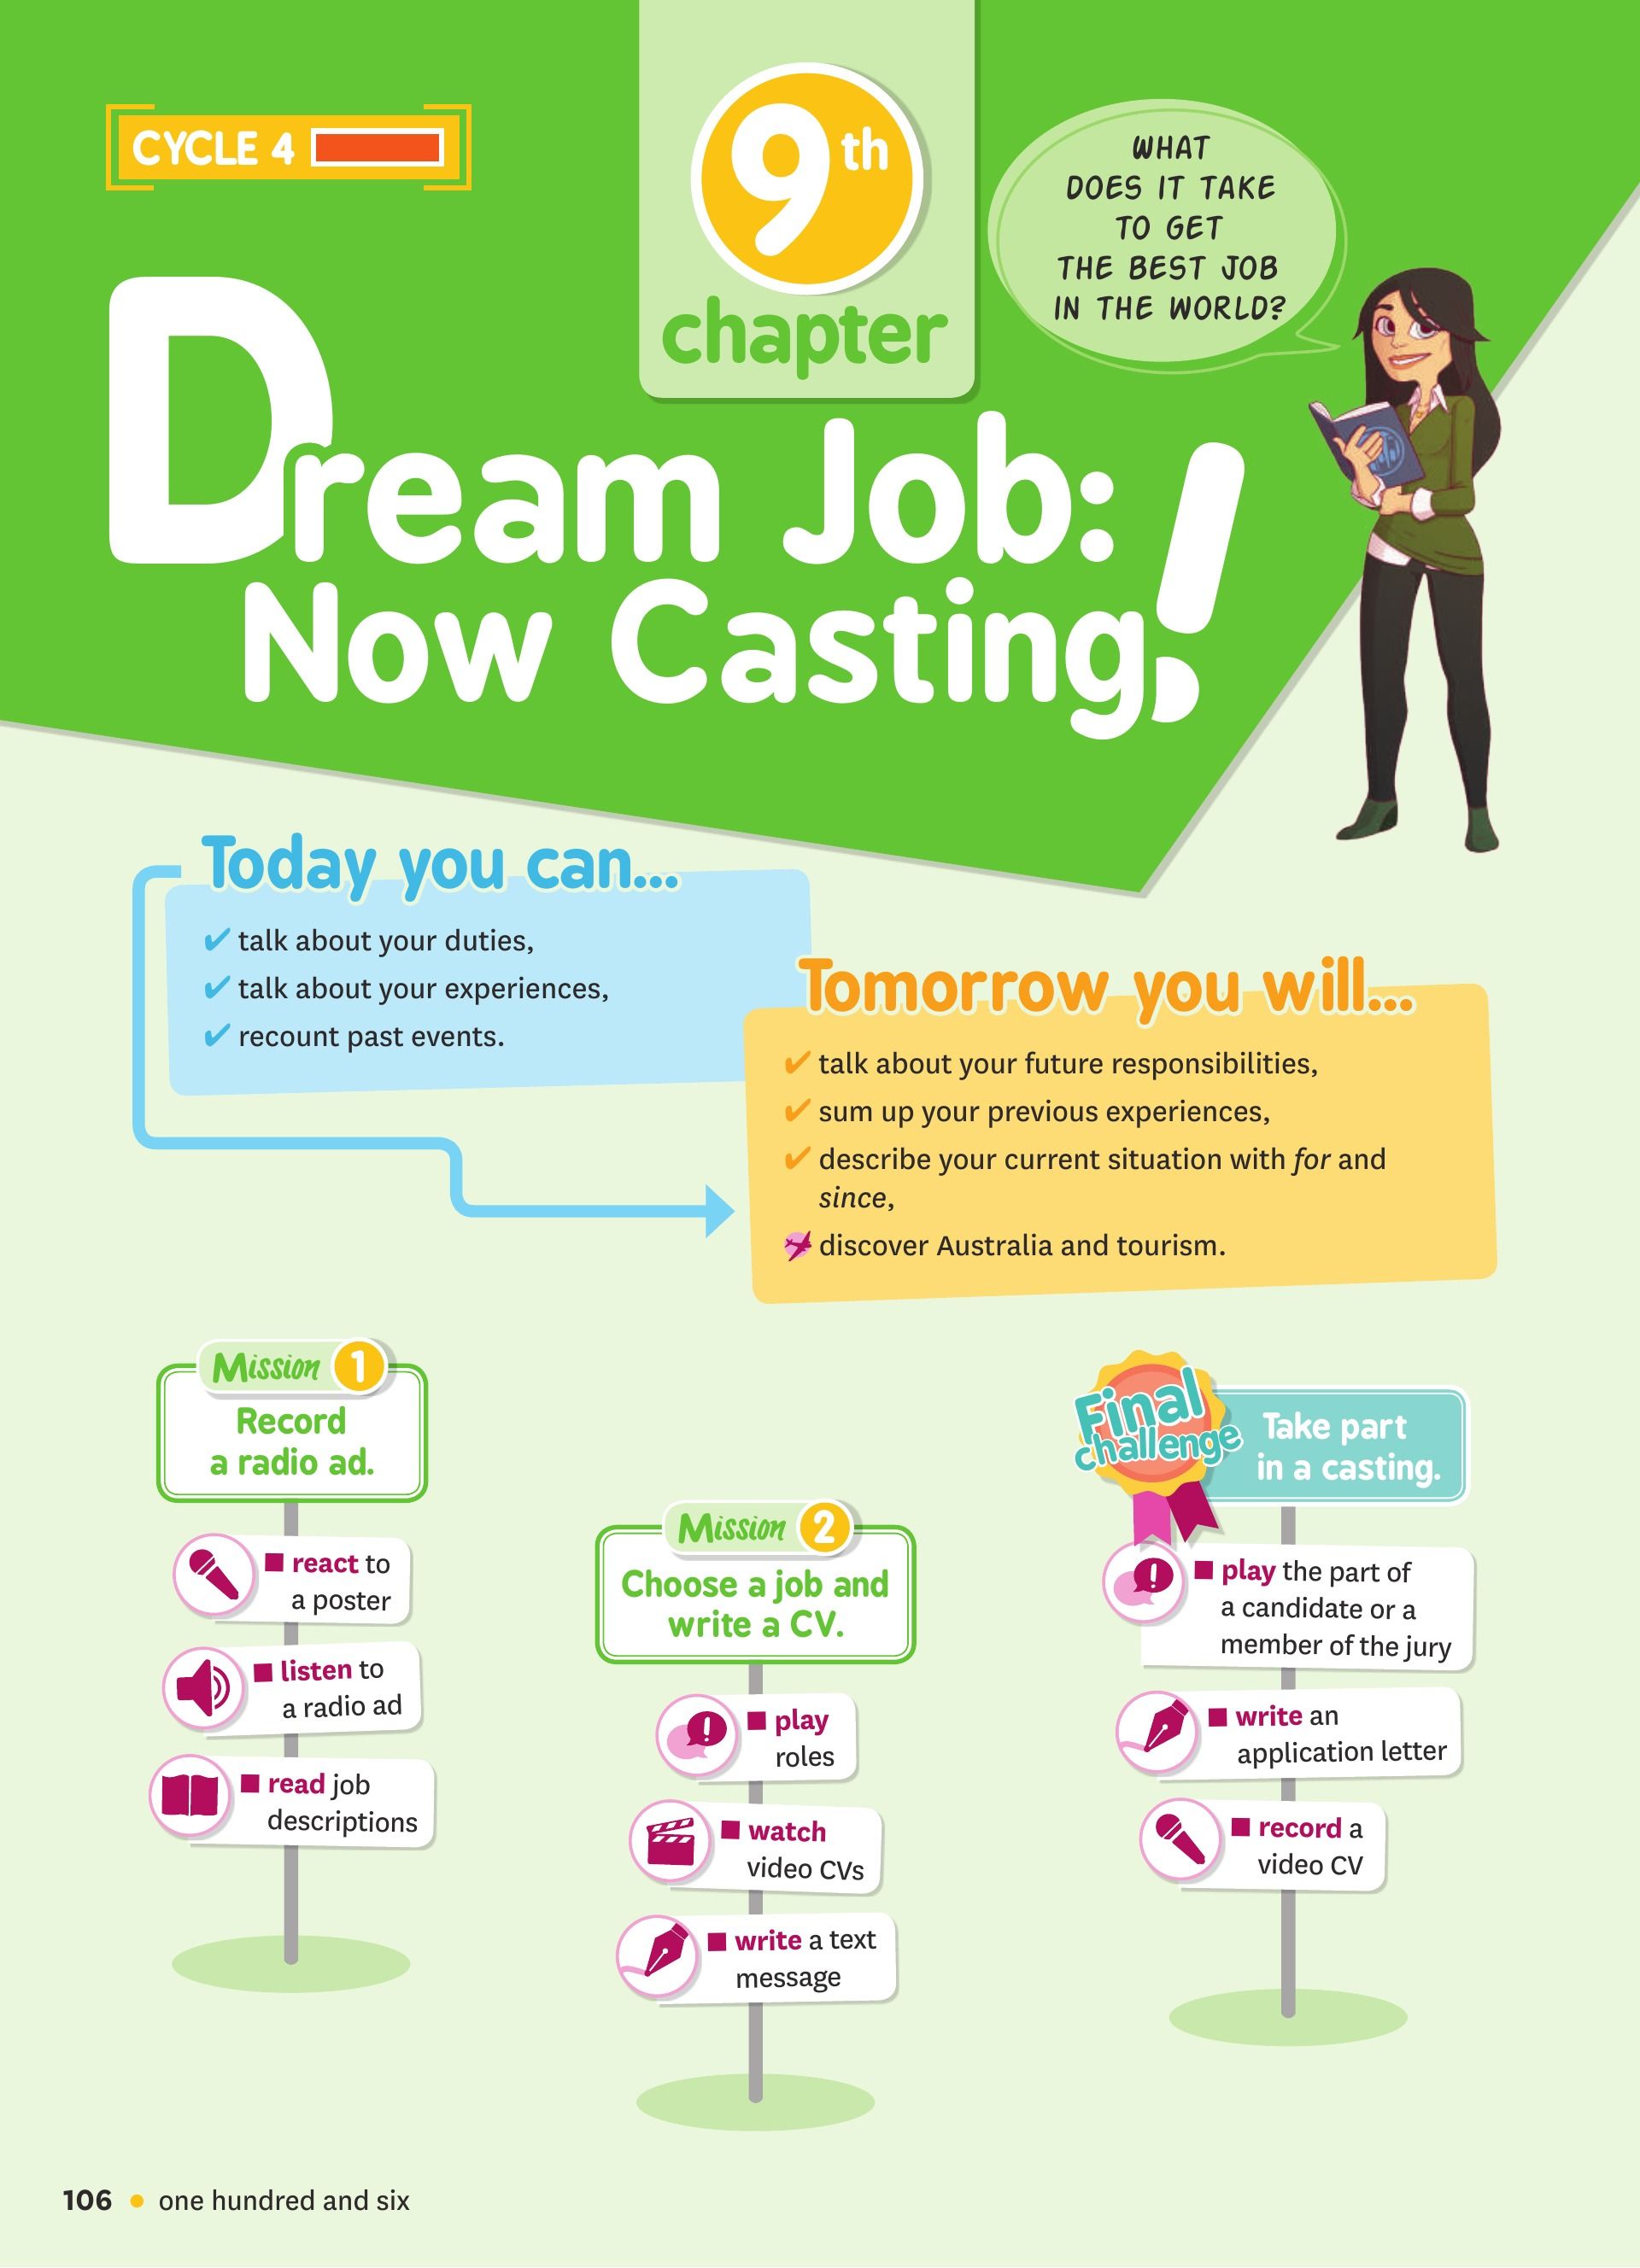 CYCLE 4
9th
chapter
WHAT
DOES IT TAKE
TO GET
THE BEST JOB
IN THE WORLD?
Dream Job:
Now Casting!
Today you can...
✔ talk about your duties,
✔ talk about your experiences,
✔ recount past events.
Tomorrow you will...
✔ talk about your future responsibilities,
✔ sum up your previous experiences,
✔ describe your current situation with for and
since,
discover Australia and tourism.
Mission 1
Record
a radio ad.
■ react to
a poster
■ listen to
a radio ad
■ read job
descriptions
Mission 2
Choose a job and
write a CV.
■ play
roles
■ watch
video CVs
■ write a text
message
Final
challenge
Take part
in a casting.
■ play the part of
a candidate or a
member of the jury
■ write an
application letter
■ record a
video CV
106 • one hundred and six